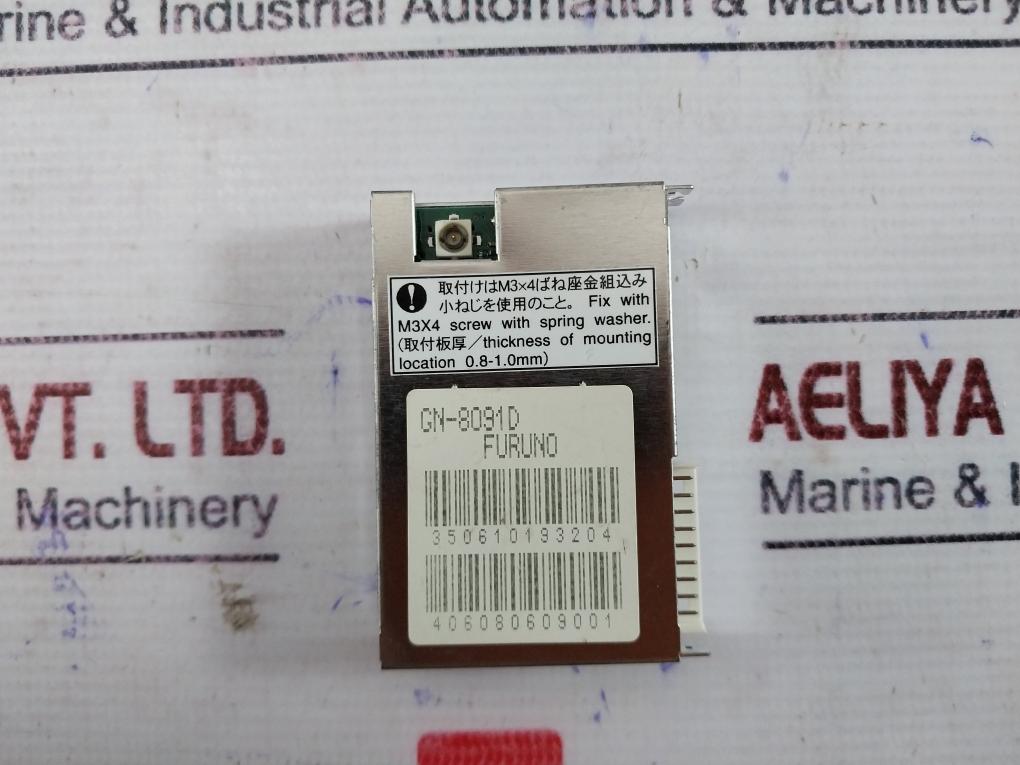 rine & Industrial Automation & Machinery
取付けはM3×4ばね座金組込み
小ねじを使用のこと。 Fix with
M3X4 screw with spring washer.
(取付板厚／thickness of mounting
location 0.8-1.0mm)
GN-8091D
FURUNO
350610193204
406080609001
VT. LTD.
Machinery
AELIYA
Marine & I